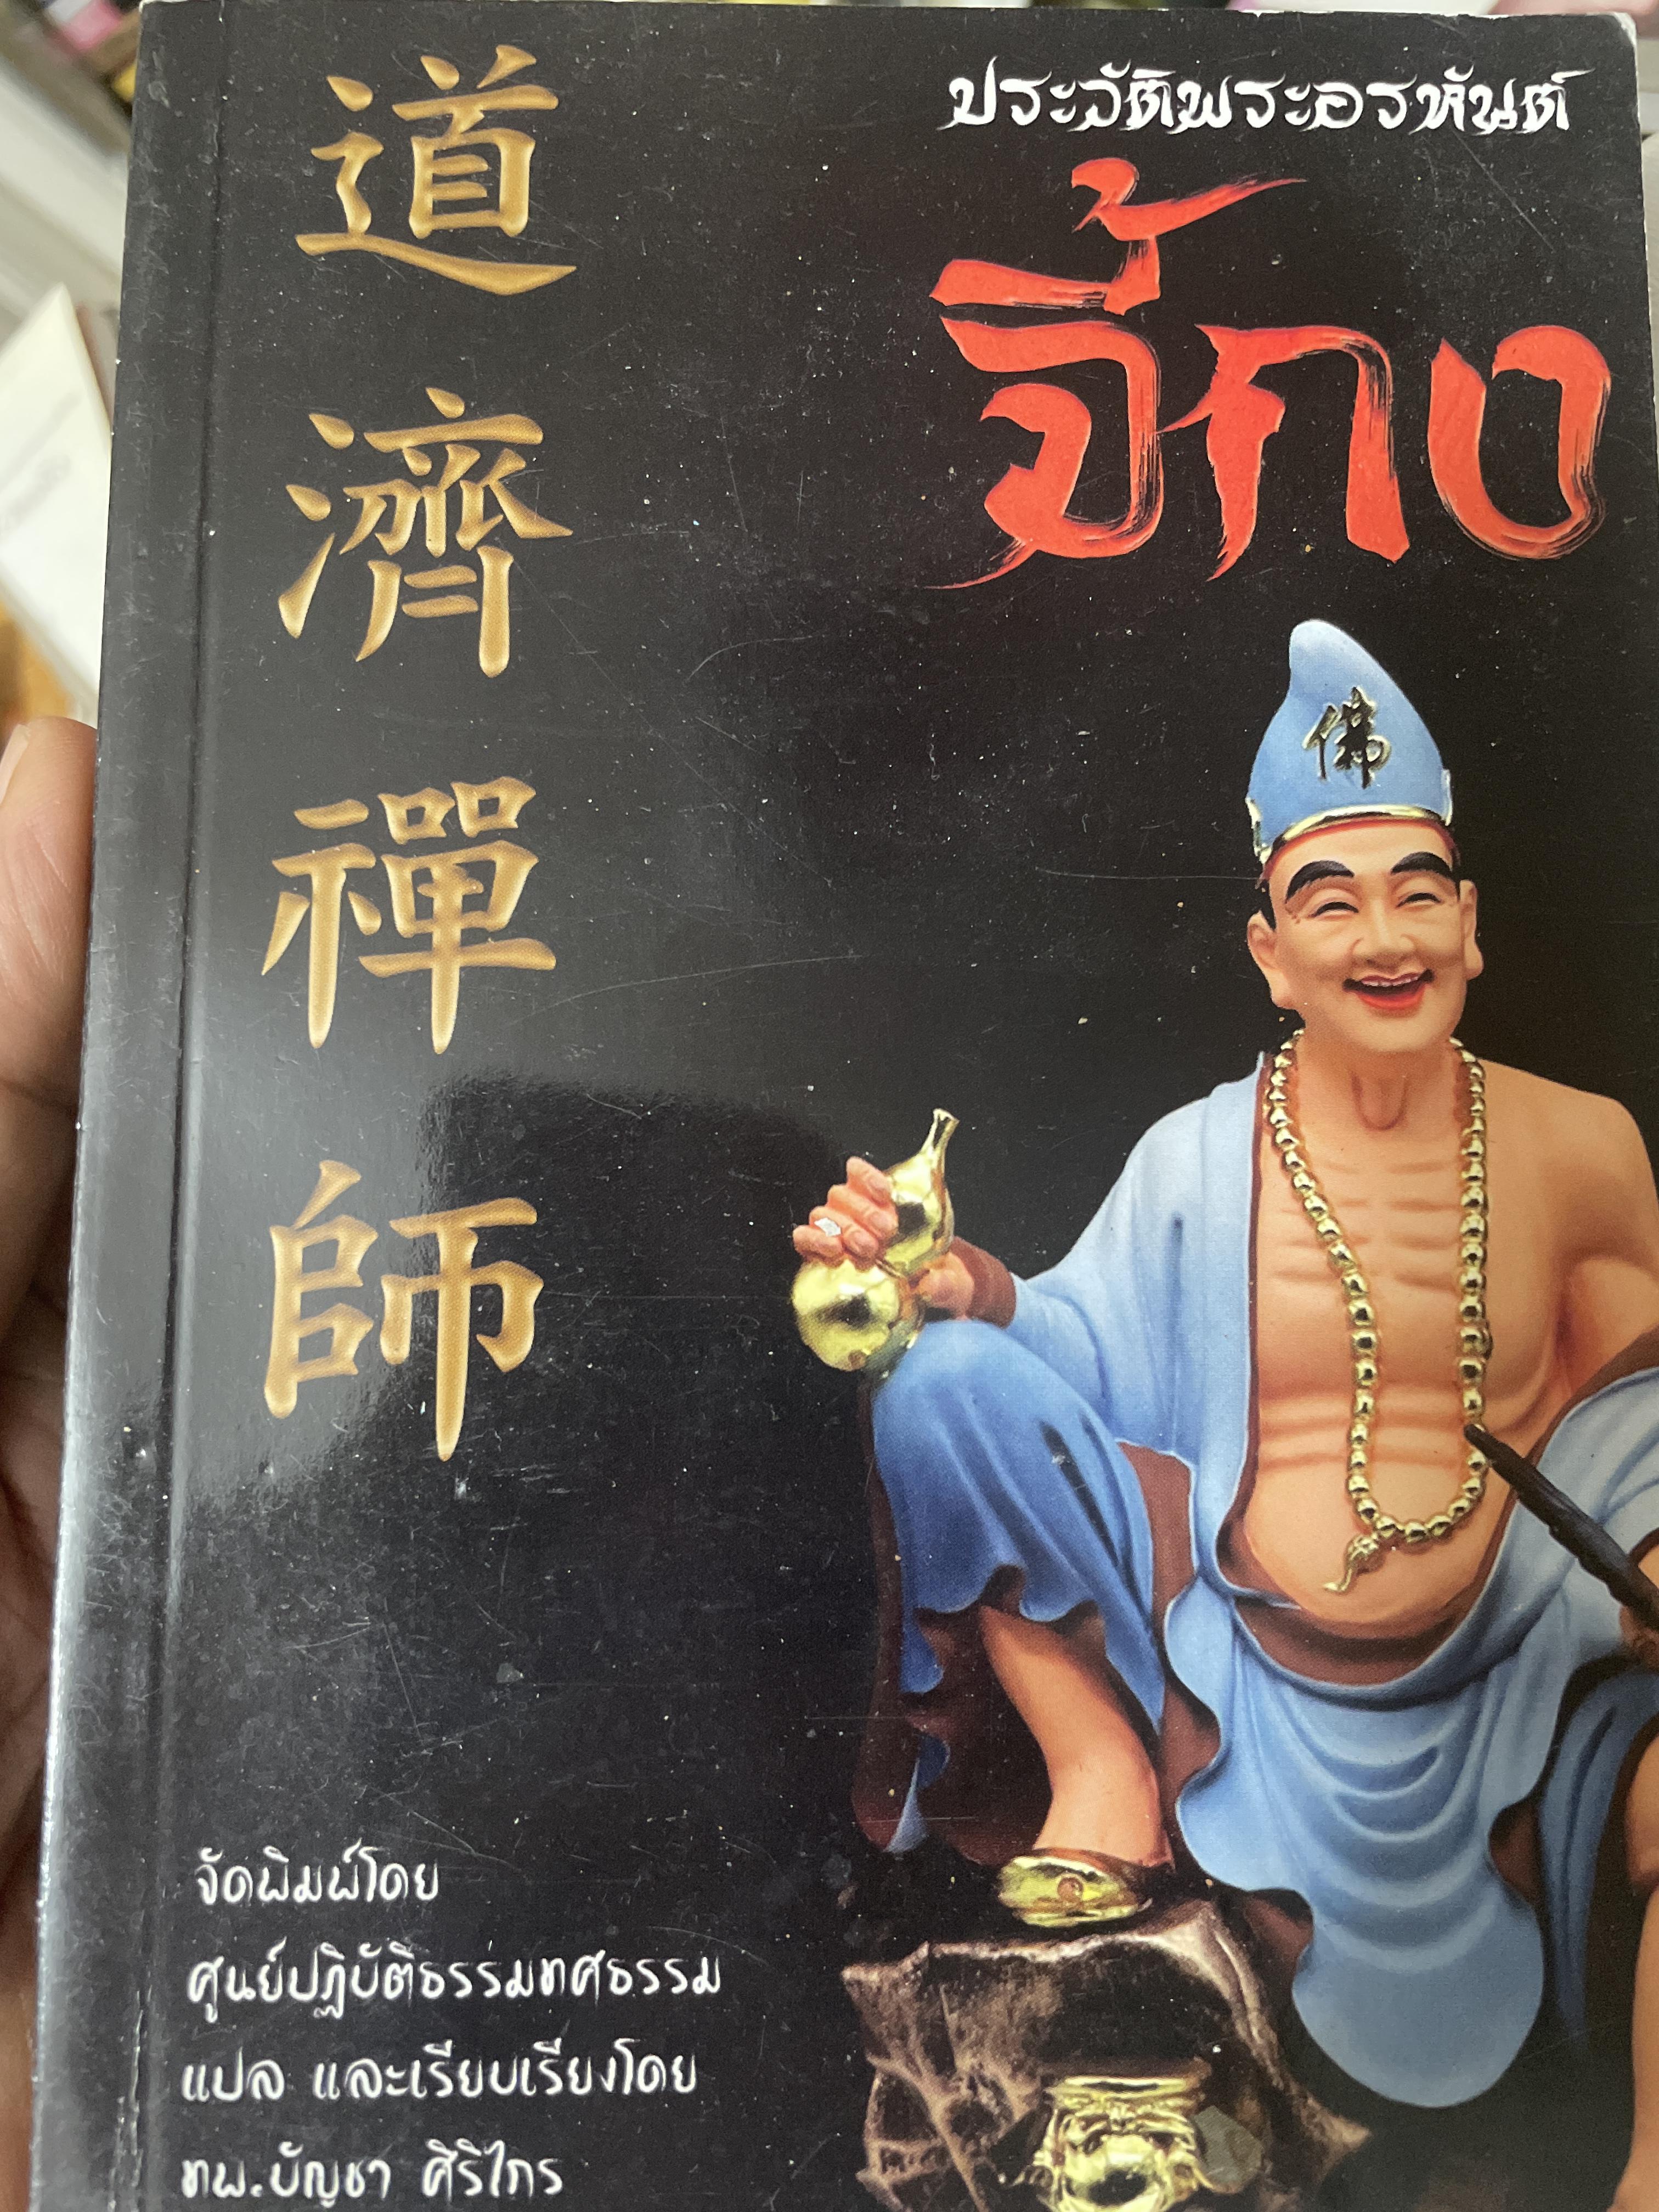 道濟禪師
ประวัติพระอรหันต์
จี้กง
佛
จัดพิมพ์โดย
ศูนย์ปฏิบัติธรรมทศธรรม
แปล และเรียบเรียงโดย
ทพ.บัญชา ศิริไกร